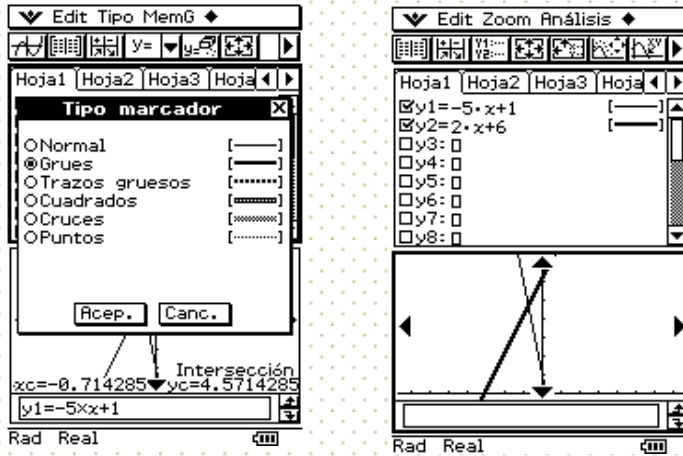 Edit Tipo MemG
y=
Hoja1 Hoja2 Hoja3 Hoja
Tipo marcador
Normal
Grues
Trazos gruesos
Cuadrados
Cruces
Puntos
Acep. Canc.
Intersección
xc=-0.714285 yc=4.5714285
y1=-5×x+1
Rad Real
Edit Zoom Análisis
Hoja1 Hoja2 Hoja3 Hoja
y1=-5·x+1
y2=2·x+6
y3:
y4:
y5:
y6:
y7:
y8:
Rad Real